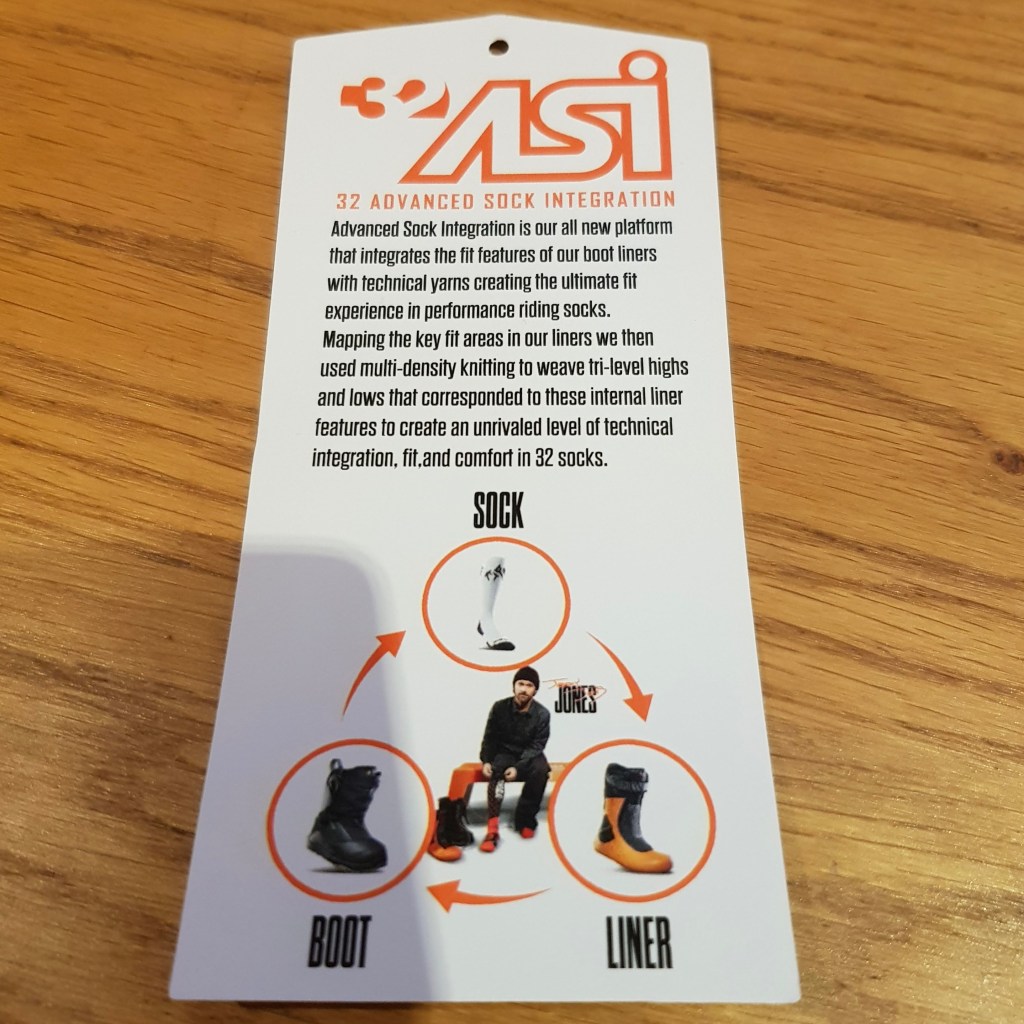 32 ASi
32 ADVANCED SOCK INTEGRATION
Advanced Sock Integration is our all new platform
that integrates the fit features of our boot liners
with technical yarns creating the ultimate fit
experience in performance riding socks.
Mapping the key fit areas in our liners we then
used multi-density knitting to weave tri-level highs
and lows that corresponded to these internal liner
features to create an unrivaled level of technical
integration, fit,and comfort in 32 socks.
SOCK
JONES
BOOT
LINER